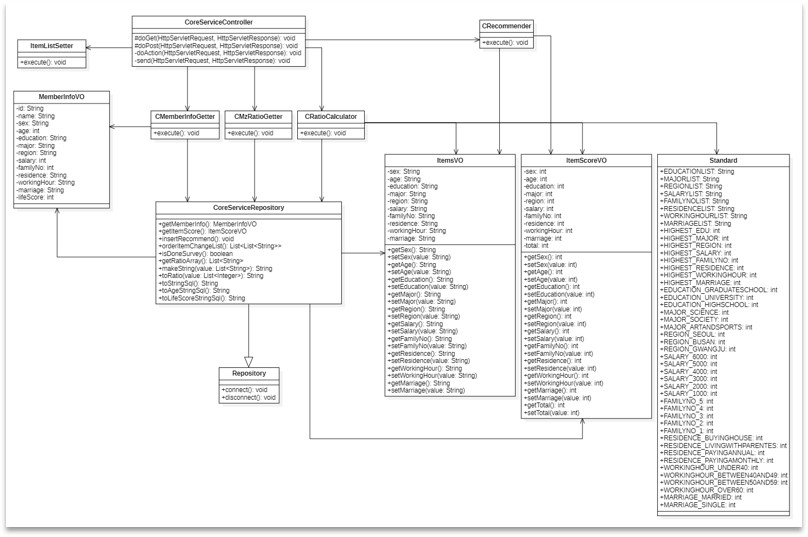 CoreServiceController
#doGet(HttpServletRequest, HttpServletResponse): void
#doPost(HttpServletRequest, HttpServletResponse): void
-doAction(HttpServletRequest, HttpServletResponse): void
-send(HttpServletRequest, HttpServletResponse): void
CRecommender
+execute(): void
ItemListSetter
+execute(): void
MemberInfoVO
-id: String
-name: String
-sex: String
-age: int
-education: String
-major: String
-region: String
-salary: int
-familyNo: int
-residence: String
-workingHour: String
-marriage: String
-lifeScore: int
CMemberInfoGetter
+execute(): void
CMzRatioGetter
+execute(): void
CRatioCalculator
+execute(): void
CoreServiceRepository
+getMemberInfo(): MemberInfoVO
+getitemScore(): ItemScoreVO
+insertRecommend(): void
+orderitemChangeList(): List<List<String>>
+isDoneSurvey(): boolean
+getRatioArray(): List<String>
+makeString(value: List<String>): String
+toRatio(value: List<Integer>): String
+toStringSql(): String
+toAgeStringSql(): String
+toLifeScoreStringSql(): String
Repository
+connect(): void
+disconnect(): void
ItemsVO
-sex: String
-age: String
-education: String
-major: String
-region: String
-salary: String
-familyNo: String
-residence: String
-workingHour: String
-marriage: String
+getSex(): String
+setSex(value: String)
+getAge(): String
+setAge(value: String)
+getEducation(): String
+setEducation(value: String)
+getMajor(): String
+setMajor(value: String)
+getRegion(): String
+setRegion(value: String)
+getSalary(): String
+setSalary(value: String)
+getFamilyNo(): String
+setFamilyNo(value: String)
+getResidence(): String
+setResidence(value: String)
+getWorkingHour(): String
+setWorkingHour(value: String)
+getMarriage(): String
+setMarriage(value: String)
ItemScoreVO
-sex: int
-age: int
-education: int
-major: int
-region: int
-salary: int
-familyNo: int
-residence: int
-workingHour: int
-marriage: int
-total: int
+getSex(): int
+setSex(value: int)
+getAge(): int
+setAge(value: int)
+getEducation(): int
+setEducation(value: int)
+getMajor(): int
+setMajor(value: int)
+getRegion(): int
+setRegion(value: int)
+getSalary(): int
+setSalary(value: int)
+getFamilyNo(): int
+setFamilyNo(value: int)
+getResidence(): int
+setResidence(value: int)
+getWorkingHour(): int
+setWorkingHour(value: int)
+getMarriage(): int
+setMarriage(value: int)
+getTotal(): int
+setTotal(value: int)
Standard
+EDUCATIONLIST: String
+MAJORLIST: String
+REGIONLIST: String
+SALARYLIST: String
+FAMILYNOLIST: String
+RESIDENCELIST: String
+WORKINGHOURLIST: String
+MARRIAGELIST: String
+HIGHEST_EDU: int
+HIGHEST_MAJOR: int
+HIGHEST_REGION: int
+HIGHEST_SALARY: int
+HIGHEST_FAMILYNO: int
+HIGHEST_RESIDENCE: int
+HIGHEST_WORKINGHOUR: int
+HIGHEST_MARRIAGE: int
+EDUCATION_GRADUATESCHOOL: int
+EDUCATION_UNIVERSITY: int
+EDUCATION_HIGHSCHOOL: int
+MAJOR_SCIENCE: int
+MAJOR_SOCIETY: int
+MAJOR_ARTANDSPORTS: int
+REGION_SEOUL: int
+REGION_BUSAN: int
+REGION_GWANGJU: int
+SALARY_6000: int
+SALARY_5000: int
+SALARY_4000: int
+SALARY_3000: int
+SALARY_2000: int
+SALARY_1000: int
+FAMILYNO_5: int
+FAMILYNO_4: int
+FAMILYNO_3: int
+FAMILYNO_2: int
+FAMILYNO_1: int
+RESIDENCE_BUYINGHOUSE: int
+RESIDENCE_LIVINGWITHPARENTES: int
+RESIDENCE_PAYINGANNUAL: int
+RESIDENCE_PAYINGAMONTHLY: int
+WORKINGHOUR_UNDER40: int
+WORKINGHOUR_BETWEEN40AND49: int
+WORKINGHOUR_BETWEEN50AND59: int
+WORKINGHOUR_OVER60: int
+MARRIAGE_MARRIED: int
+MARRIAGE_SINGLE: int